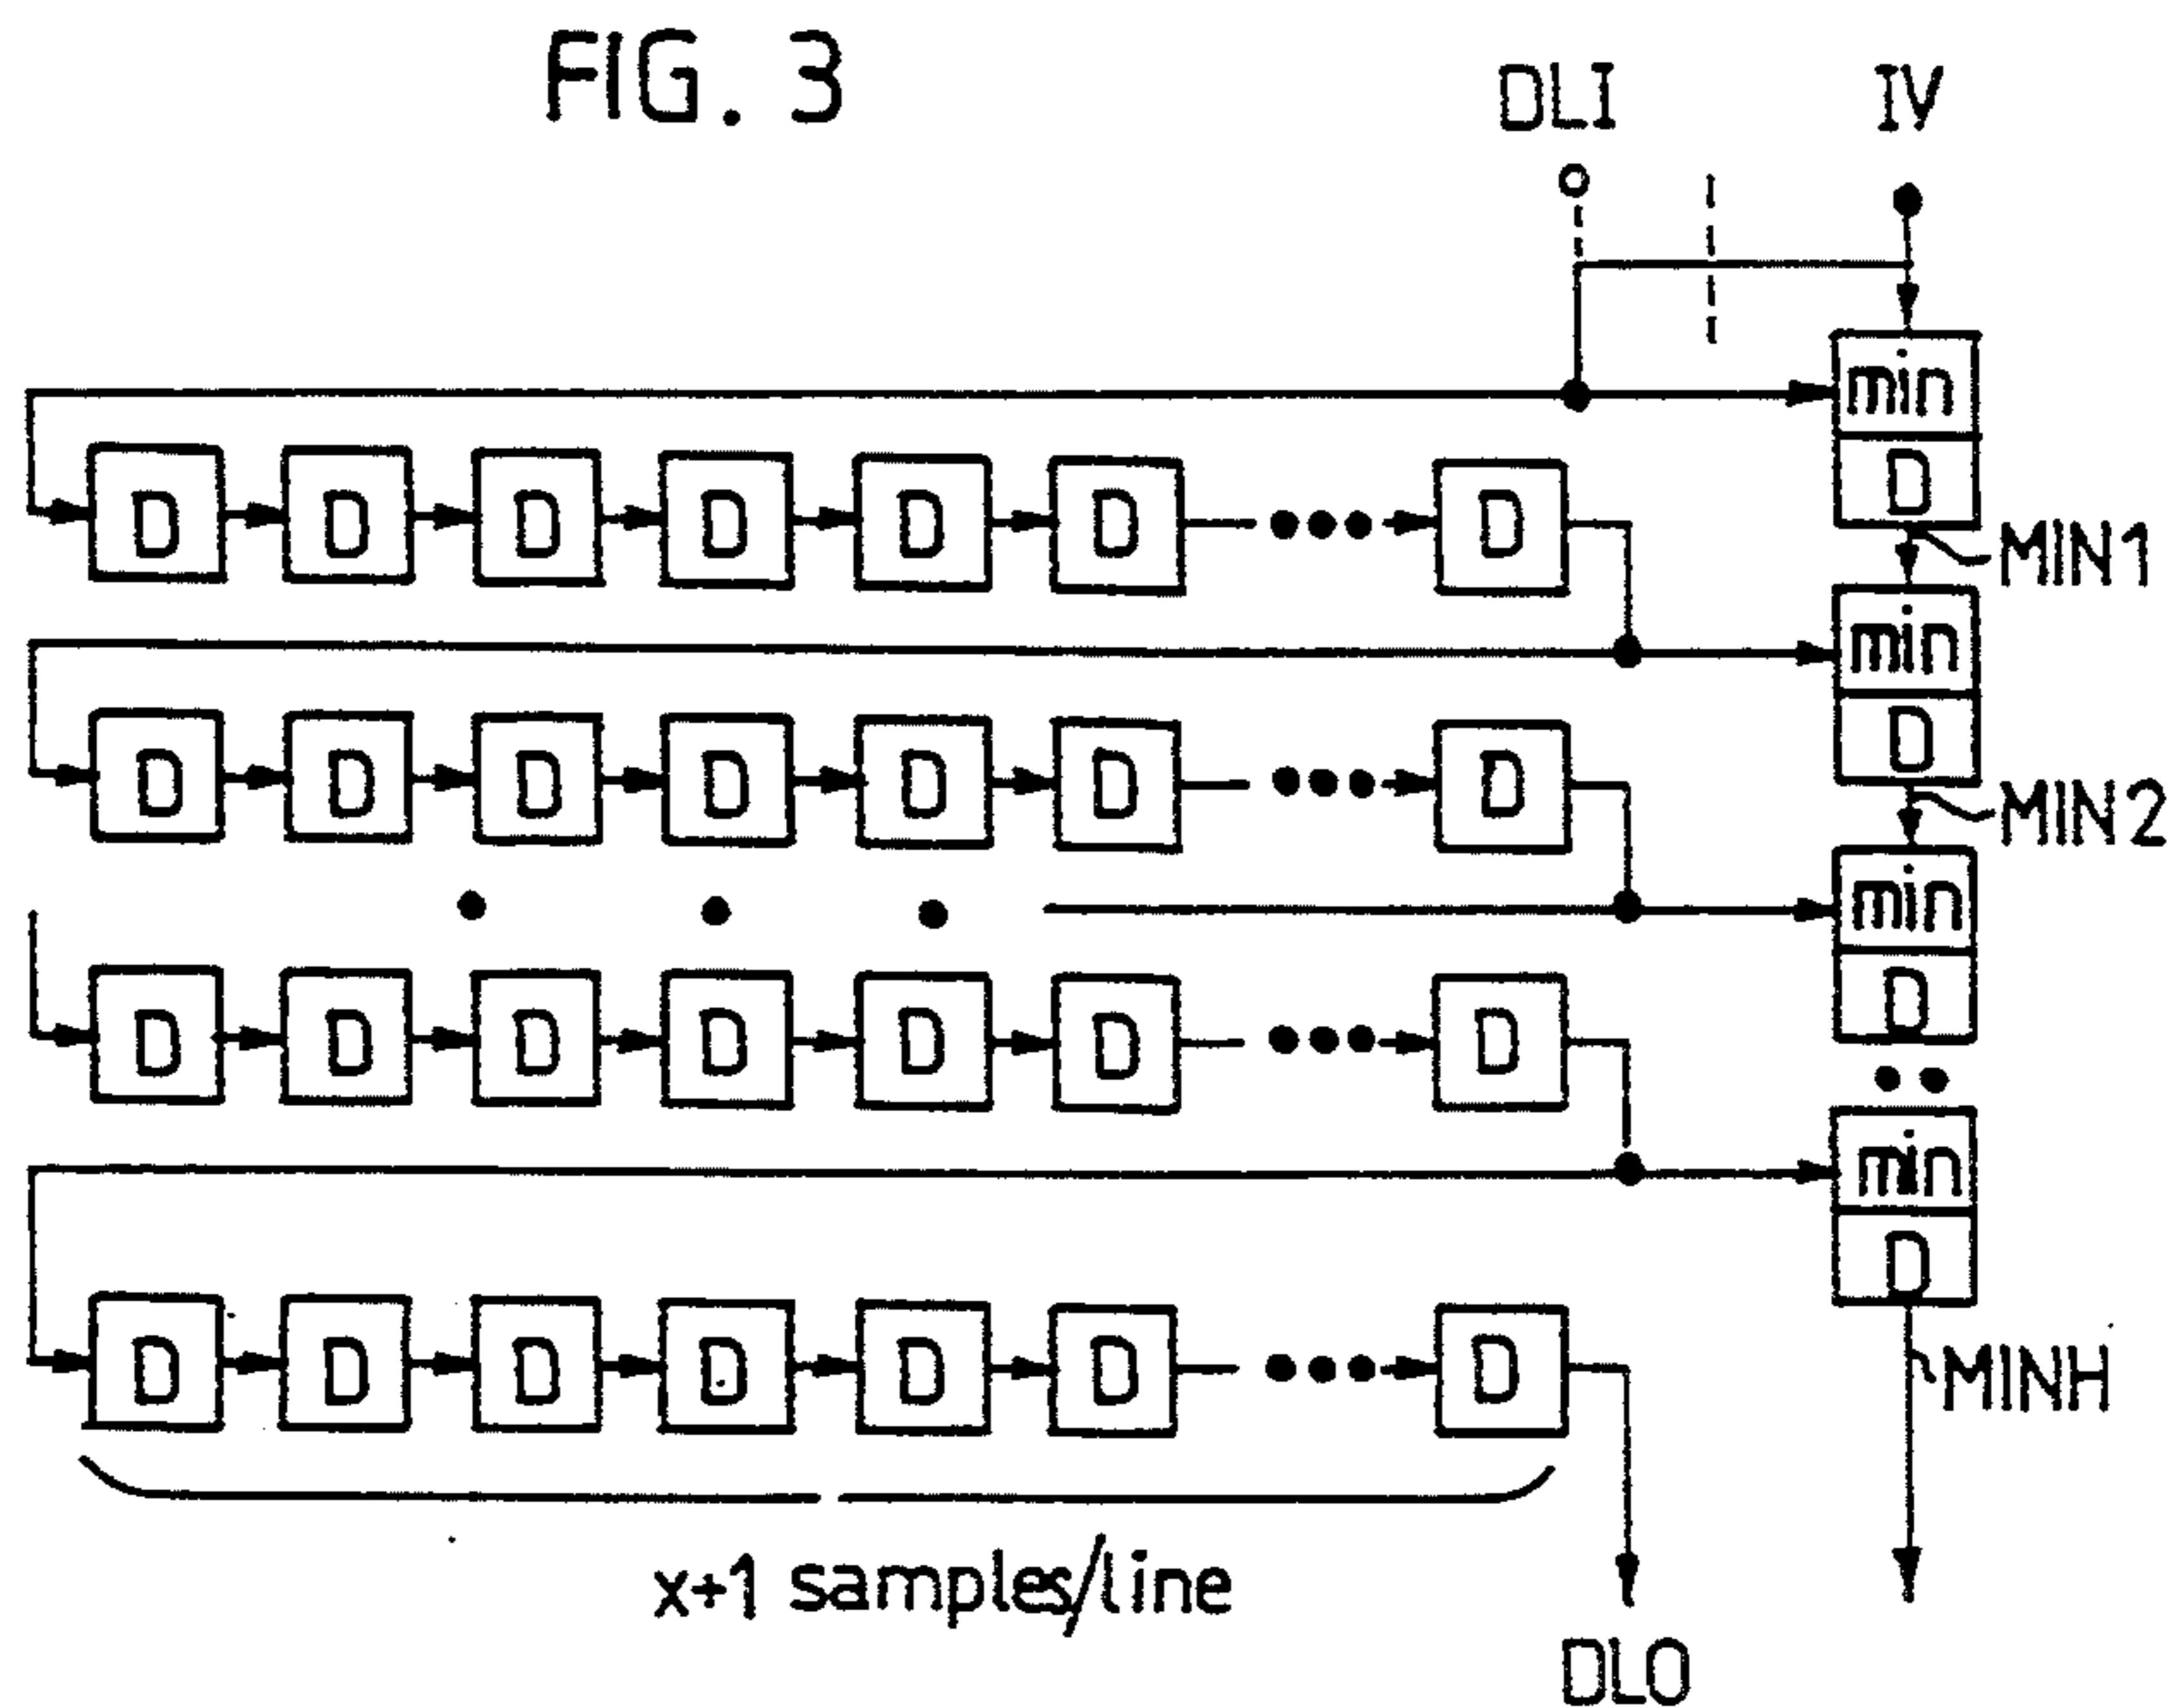 FIG. 3
DLI IV
min
D D D D D D D D
MIN1
min
D
D D D D D D D
MIN2
min
D D D D D D D D
min
D
D D D D D D D
MINH
x+1 samples/line
DLO